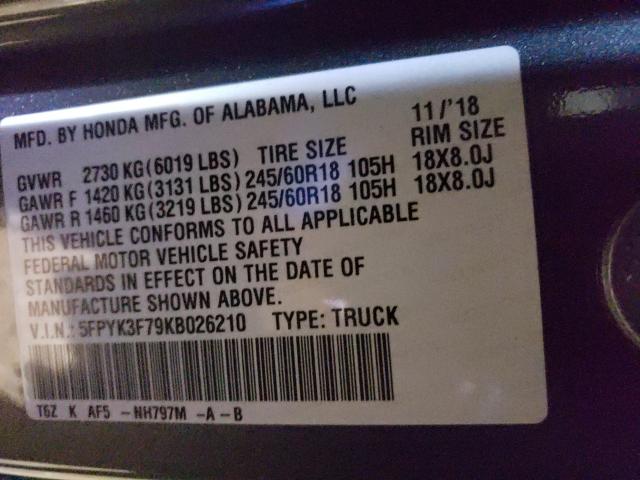 MFD. BY HONDA MFG. OF ALABAMA, LLC 11/'18
GVWR 2730 KG(6019 LBS) TIRE SIZE RIM SIZE
GAWR F 1420 KG(3131 LBS) 245/60R18 105H 18X8.0J
GAWR R 1460 KG(3219 LBS) 245/60R18 105H 18X8.0J
THIS VEHICLE CONFORMS TO ALL APPLICABLE
FEDERAL MOTOR VEHICLE SAFETY
STANDARDS IN EFFECT ON THE DATE OF
MANUFACTURE SHOWN ABOVE.
V.I.N.: 5FPYK3F79KB026210 TYPE: TRUCK
T6Z K AF5 -NH797M -A-B